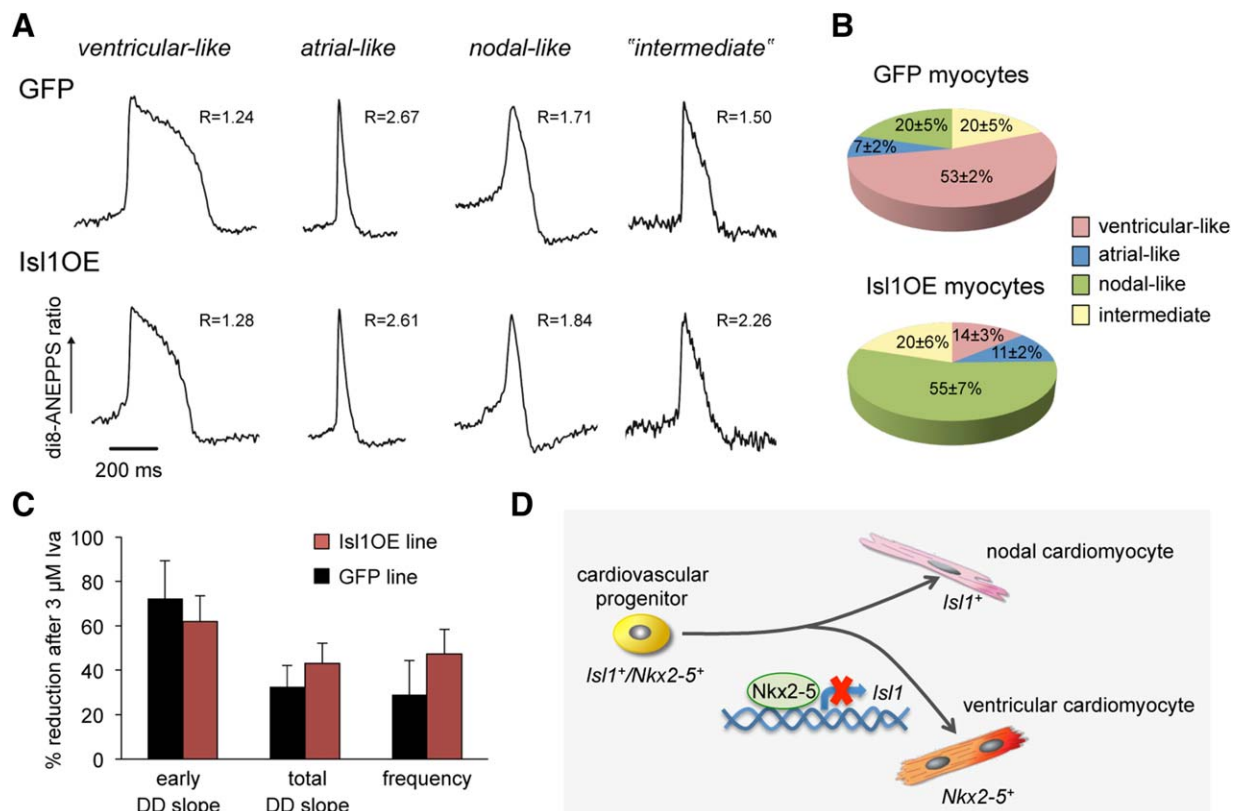 A
ventricular-like atrial-like nodal-like "intermediate"
GFP
R=1.24 R=2.67 R=1.71 R=1.50
Isl1OE
R=1.28 R=2.61 R=1.84 R=2.26
di8-ANEPPS ratio
200 ms
B
GFP myocytes
20±5% 20±5%
7±2%
53±2%
ventricular-like
atrial-like
nodal-like
intermediate
Isl1OE myocytes
20±6% 14±3%
11±2%
55±7%
C
% reduction after 3 µM Iva
100
80
60
40
20
0
Isl1OE line
GFP line
early DD slope
total DD slope
frequency
D
cardiovascular
progenitor
Isl1+/Nkx2-5+
nodal cardiomyocyte
Isl1+
Nkx2-5 Isl1
ventricular cardiomyocyte
Nkx2-5+